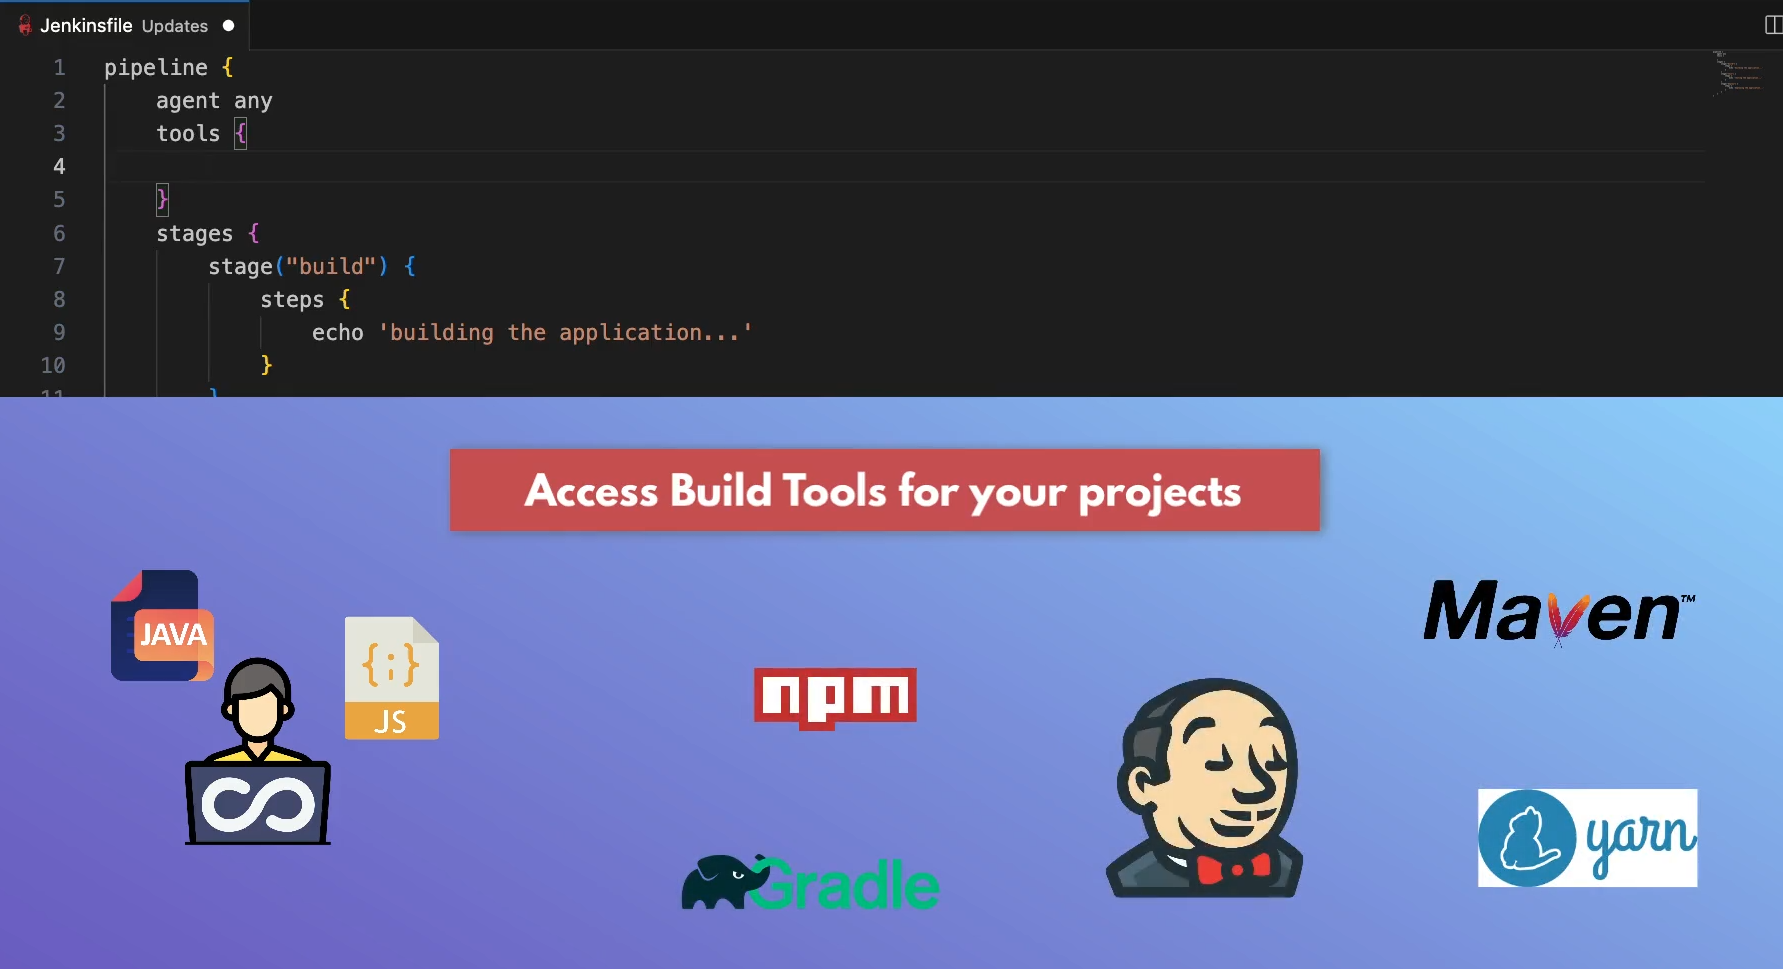 Jenkinsfile Updates
1 pipeline {
2 agent any
3 tools {
4
5 }
6 stages {
7 stage("build") {
8 steps {
9 echo 'building the application...'
10 }
11 }
Access Build Tools for your projects
JAVA
JS
npm
Maven™
Gradle
yarn